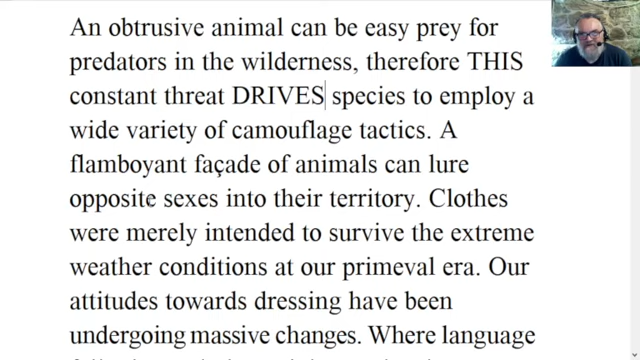 An obtrusive animal can be easy prey for
predators in the wilderness, therefore THIS
constant threat DRIVES species to employ a
wide variety of camouflage tactics. A
flamboyant façade of animals can lure
opposite sexes into their territory. Clothes
were merely intended to survive the extreme
weather conditions at our primeval era. Our
attitudes towards dressing have been
undergoing massive changes. Where language